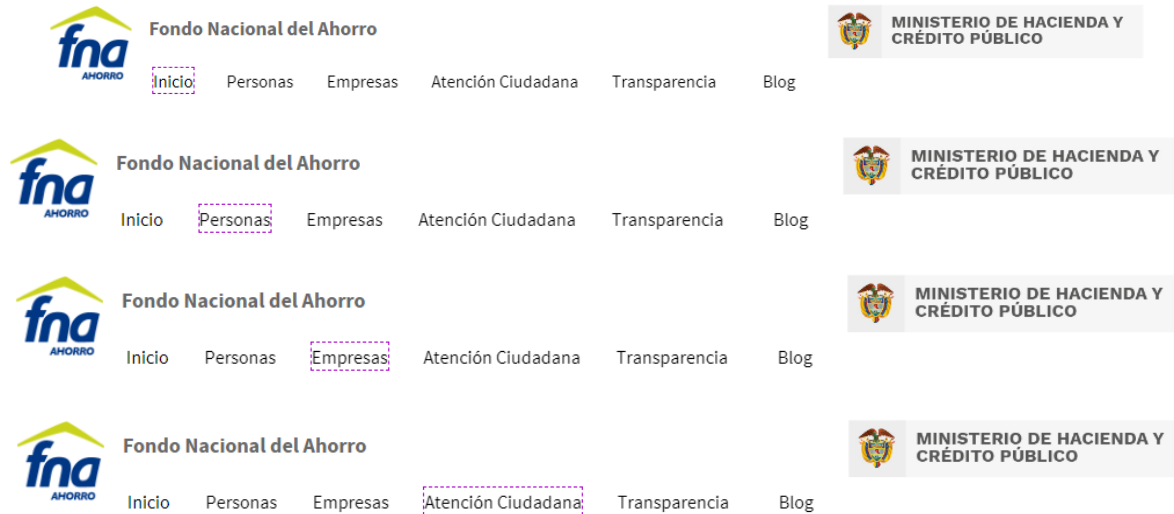 fna
AHORRO
Fondo Nacional del Ahorro
MINISTERIO DE HACIENDA Y
CRÉDITO PÚBLICO
Inicio Personas Empresas Atención Ciudadana Transparencia Blog
fna
AHORRO
Fondo Nacional del Ahorro
MINISTERIO DE HACIENDA Y
CRÉDITO PÚBLICO
Inicio Personas Empresas Atención Ciudadana Transparencia Blog
fna
AHORRO
Fondo Nacional del Ahorro
MINISTERIO DE HACIENDA Y
CRÉDITO PÚBLICO
Inicio Personas Empresas Atención Ciudadana Transparencia Blog
fna
AHORRO
Fondo Nacional del Ahorro
MINISTERIO DE HACIENDA Y
CRÉDITO PÚBLICO
Inicio Personas Empresas Atención Ciudadana Transparencia Blog